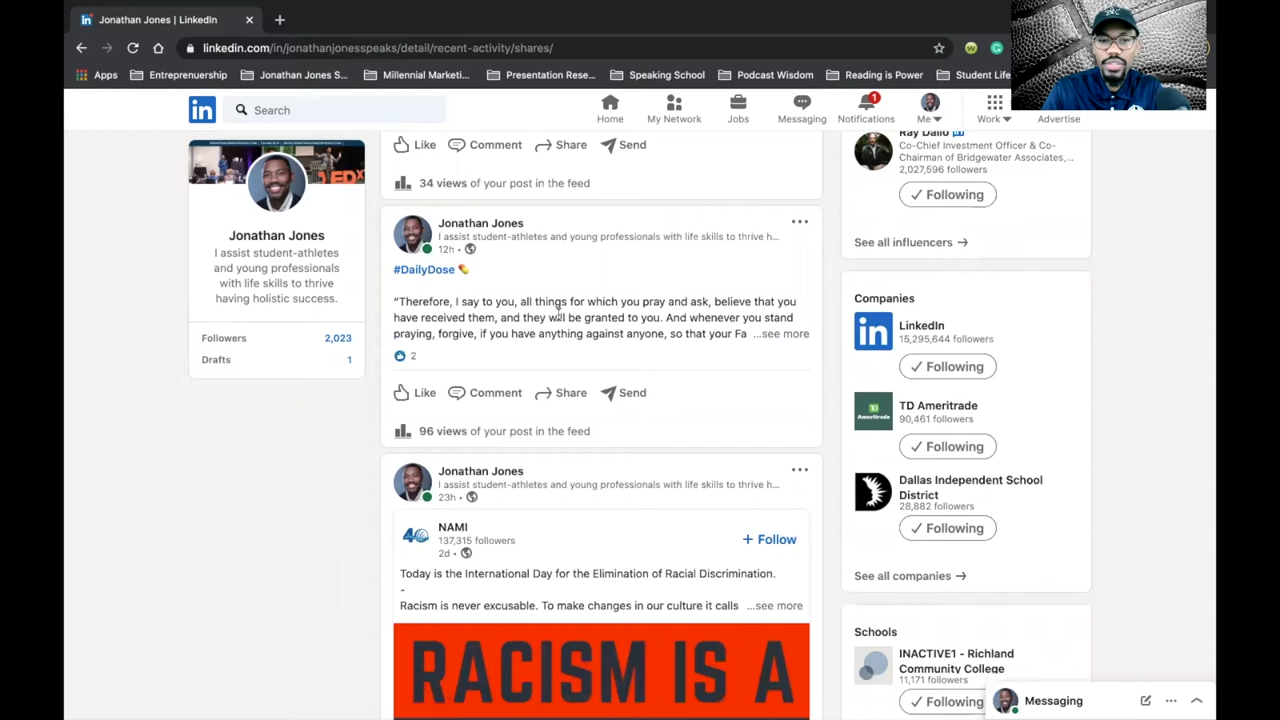 Jonathan Jones | LinkedIn
linkedin.com/in/jonathanjonesspeaks/detail/recent-activity/shares/
Apps
Entreprenuership
Jonathan Jones S...
Millennial Marketi...
Presentation Rese...
Speaking School
Podcast Wisdom
Reading is Power
Student Life
in
Search
Home
My Network
Jobs
Messaging
1
Notifications
Me
Work
Advertise
TEDx
Jonathan Jones
I assist student-athletes
and young professionals
with life skills to thrive
having holistic success.
Followers 2,023
Drafts 1
Like Comment Share Send
34 views of your post in the feed
Jonathan Jones
I assist student-athletes and young professionals with life skills to thrive h...
12h •
#DailyDose
“Therefore, I say to you, all things for which you pray and ask, believe that you
have received them, and they will be granted to you. And whenever you stand
praying, forgive, if you have anything against anyone, so that your Fa ...see more
2
Like Comment Share Send
96 views of your post in the feed
Jonathan Jones
I assist student-athletes and young professionals with life skills to thrive h...
23h •
NAMI
137,315 followers
2d •
+ Follow
Today is the International Day for the Elimination of Racial Discrimination.
-
Racism is never excusable. To make changes in our culture it calls ...see more
RACISM IS A
Ray Dalio
Co-Chief Investment Officer & Co-
Chairman of Bridgewater Associates,...
2,027,596 followers
Following
See all influencers
Companies
in
LinkedIn
15,295,644 followers
Following
TD Ameritrade
90,461 followers
Following
Dallas Independent School
District
28,882 followers
Following
See all companies
Schools
INACTIVE1 - Richland
Community College
11,171 followers
Following
Messaging